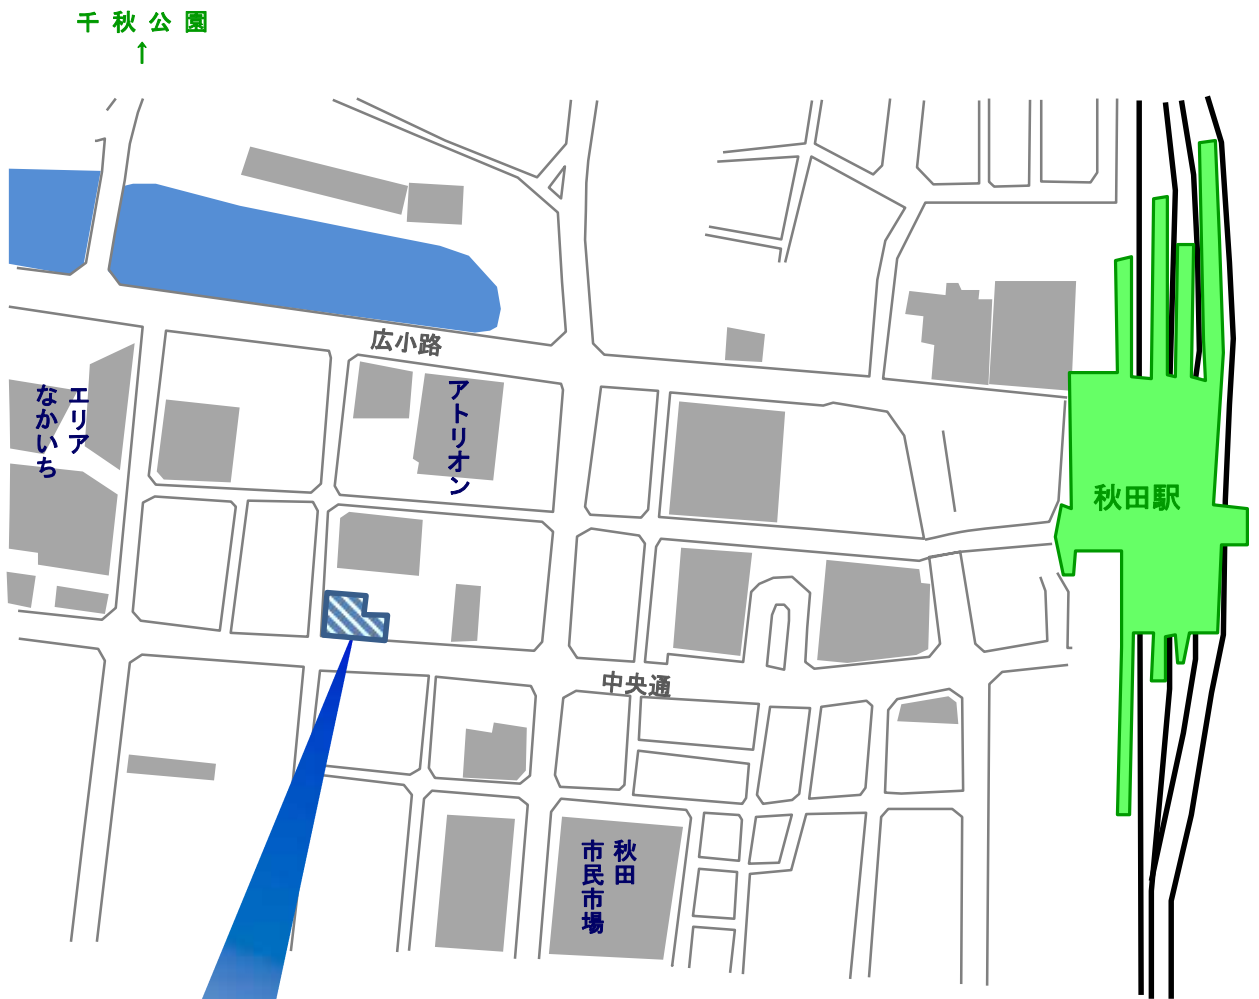 千秋公園
↑
広小路
エリア
なかいち
アトリオン
秋田駅
中央通
秋田
市民市場